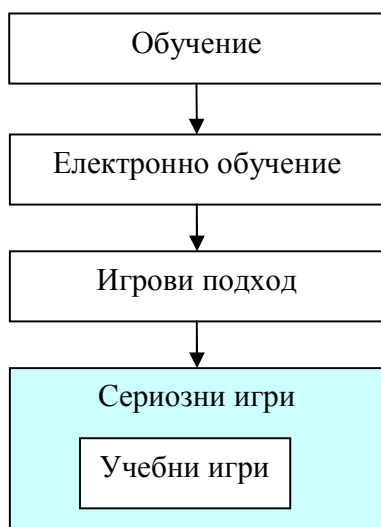 Обучение
Електронно обучение
Игрови подход
Сериозни игри
Учебни игри